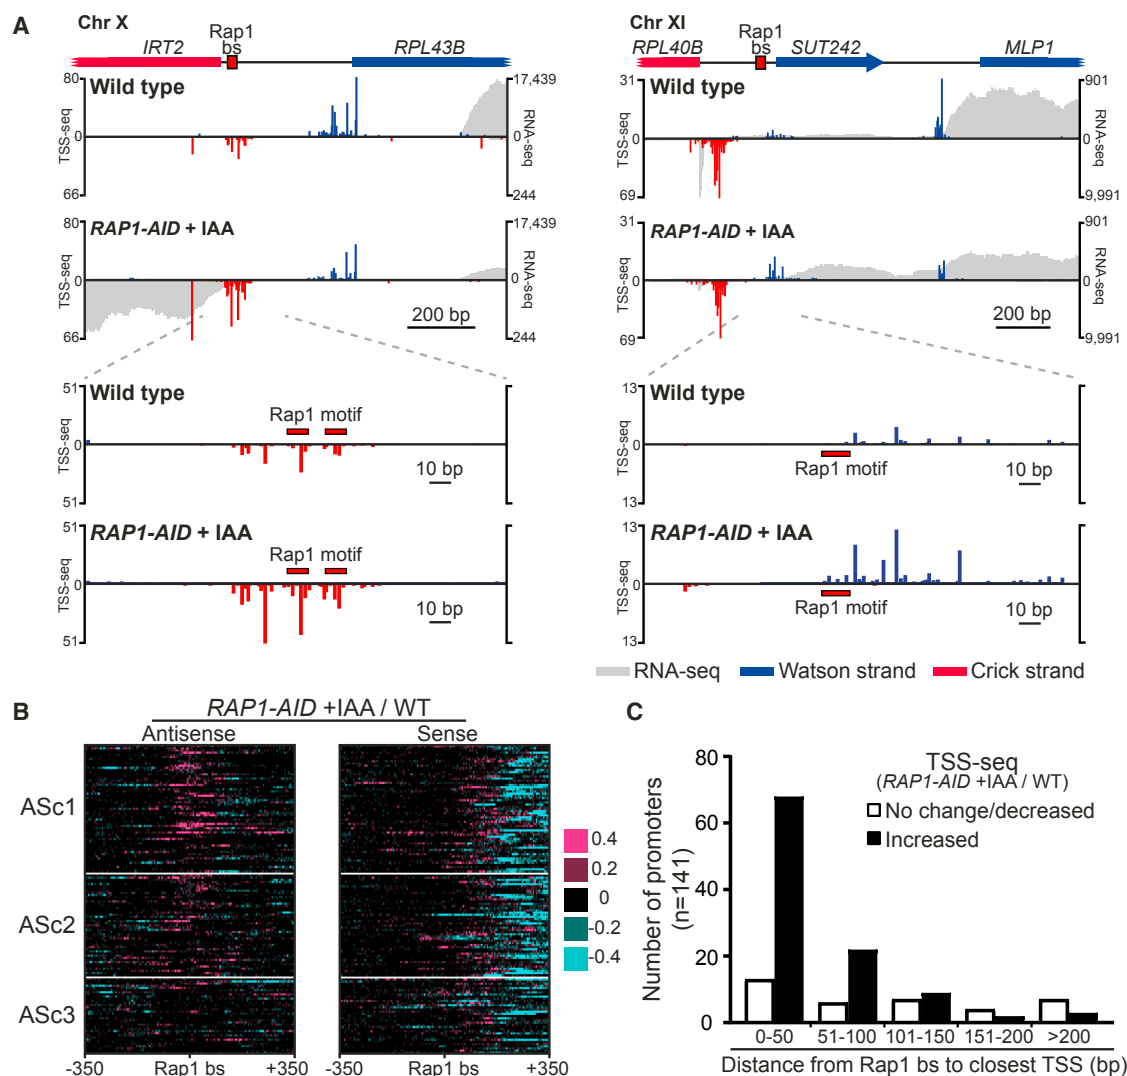 A
Chr X
IRT2
Rap1
bs
RPL43B
80
0
66
TSS-seq
Wild type
17,439
0
244
RNA-seq
80
0
66
TSS-seq
RAP1-AID + IAA
17,439
0
244
RNA-seq
200 bp
51
0
51
TSS-seq
Wild type
Rap1 motif
10 bp
51
0
51
TSS-seq
RAP1-AID + IAA
Rap1 motif
10 bp
Chr XI
RPL40B
Rap1
bs
SUT242
MLP1
31
0
69
TSS-seq
Wild type
901
0
9,991
RNA-seq
31
0
69
TSS-seq
RAP1-AID + IAA
901
0
9,991
RNA-seq
200 bp
13
0
13
TSS-seq
Wild type
Rap1 motif
10 bp
13
0
13
TSS-seq
RAP1-AID + IAA
Rap1 motif
10 bp
RNA-seq
Watson strand
Crick strand
B
RAP1-AID +IAA / WT
Antisense
Sense
ASc1
ASc2
ASc3
-350
Rap1 bs
+350
-350
Rap1 bs
+350
0.4
0.2
0
-0.2
-0.4
C
TSS-seq
(RAP1-AID +IAA / WT)
No change/decreased
Increased
Number of promoters
(n=141)
80
60
40
20
0
0-50
51-100
101-150
151-200
>200
Distance from Rap1 bs to closest TSS (bp)